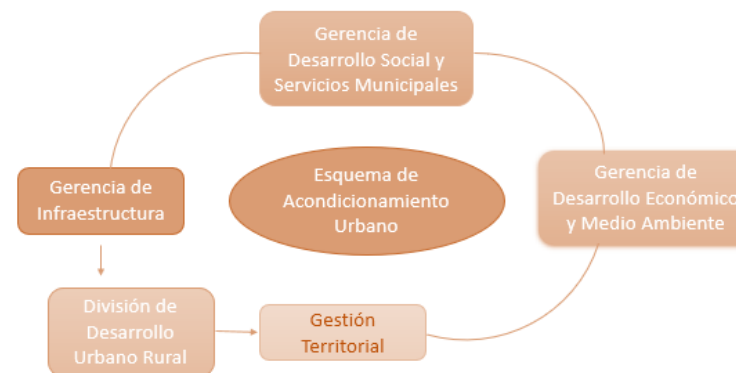 Gerencia de
Desarrollo Social y
Servicios Municipales
Gerencia de
Infraestructura
Esquema de
Acondicionamiento
Urbano
Gerencia de
Desarrollo Económico
y Medio Ambiente
División de
Desarrollo
Urbano Rural
Gestión
Territorial